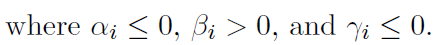 where αᵢ ≤ 0, βᵢ > 0, and γᵢ ≤ 0.